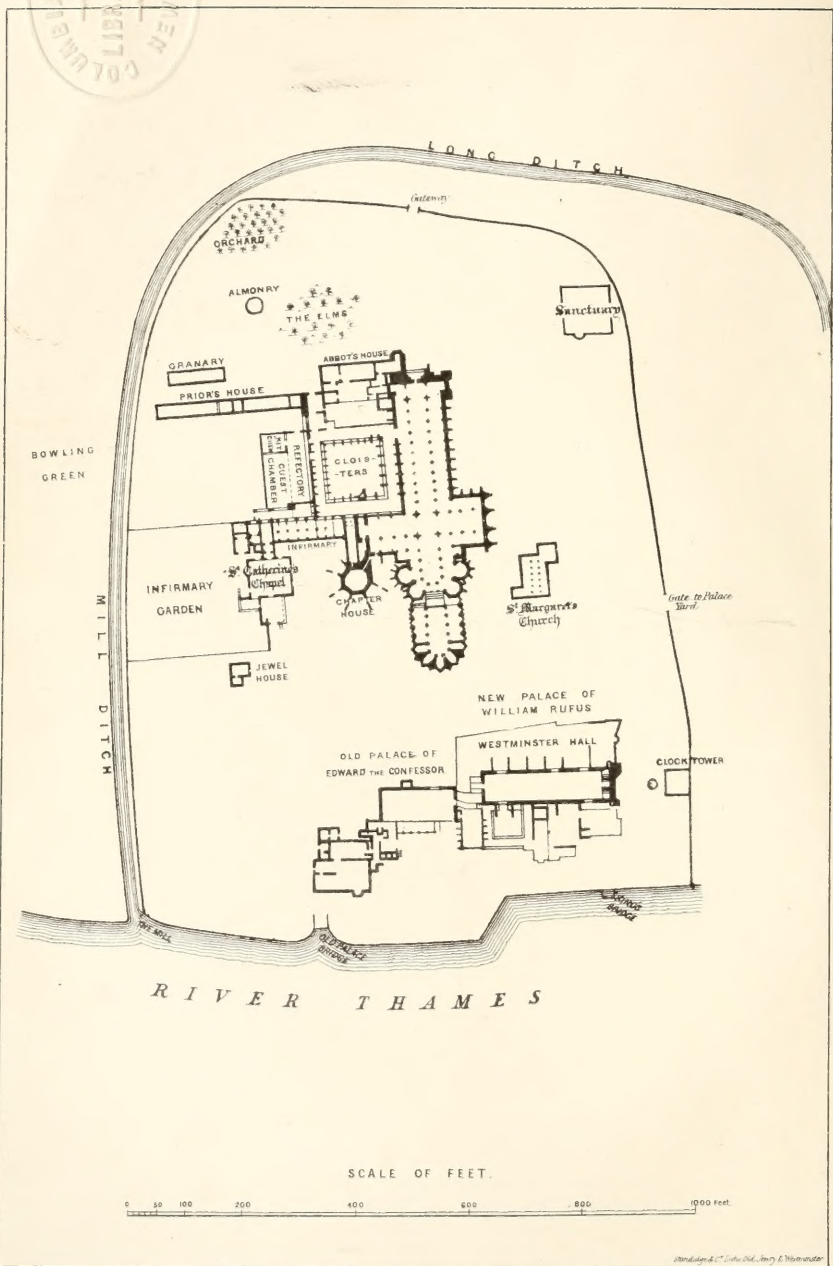 LONG DITCH
Gateway
ORCHARD
ALMONRY
THE ELMS
Sanctuary
GRANARY
ABBOT'S HOUSE
PRIOR'S HOUSE
BOWLING
GREEN
REFECTORY
GUEST
CHAMBER
CLOIS-
-TERS
INFIRMARY
St Catherine's
Chapel
INFIRMARY
GARDEN
CHAPTER
HOUSE
St Margaret's
Church
Gate to Palace
Yard
MILL DITCH
JEWEL
HOUSE
NEW PALACE OF
WILLIAM RUFUS
WESTMINSTER HALL
OLD PALACE OF
EDWARD THE CONFESSOR
CLOCK TOWER
THE MILL
OLD PALACE
BRIDGE
BRIDGE
RIVER THAMES
SCALE OF FEET.
0 50 100 200 400 600 800 1000 Feet